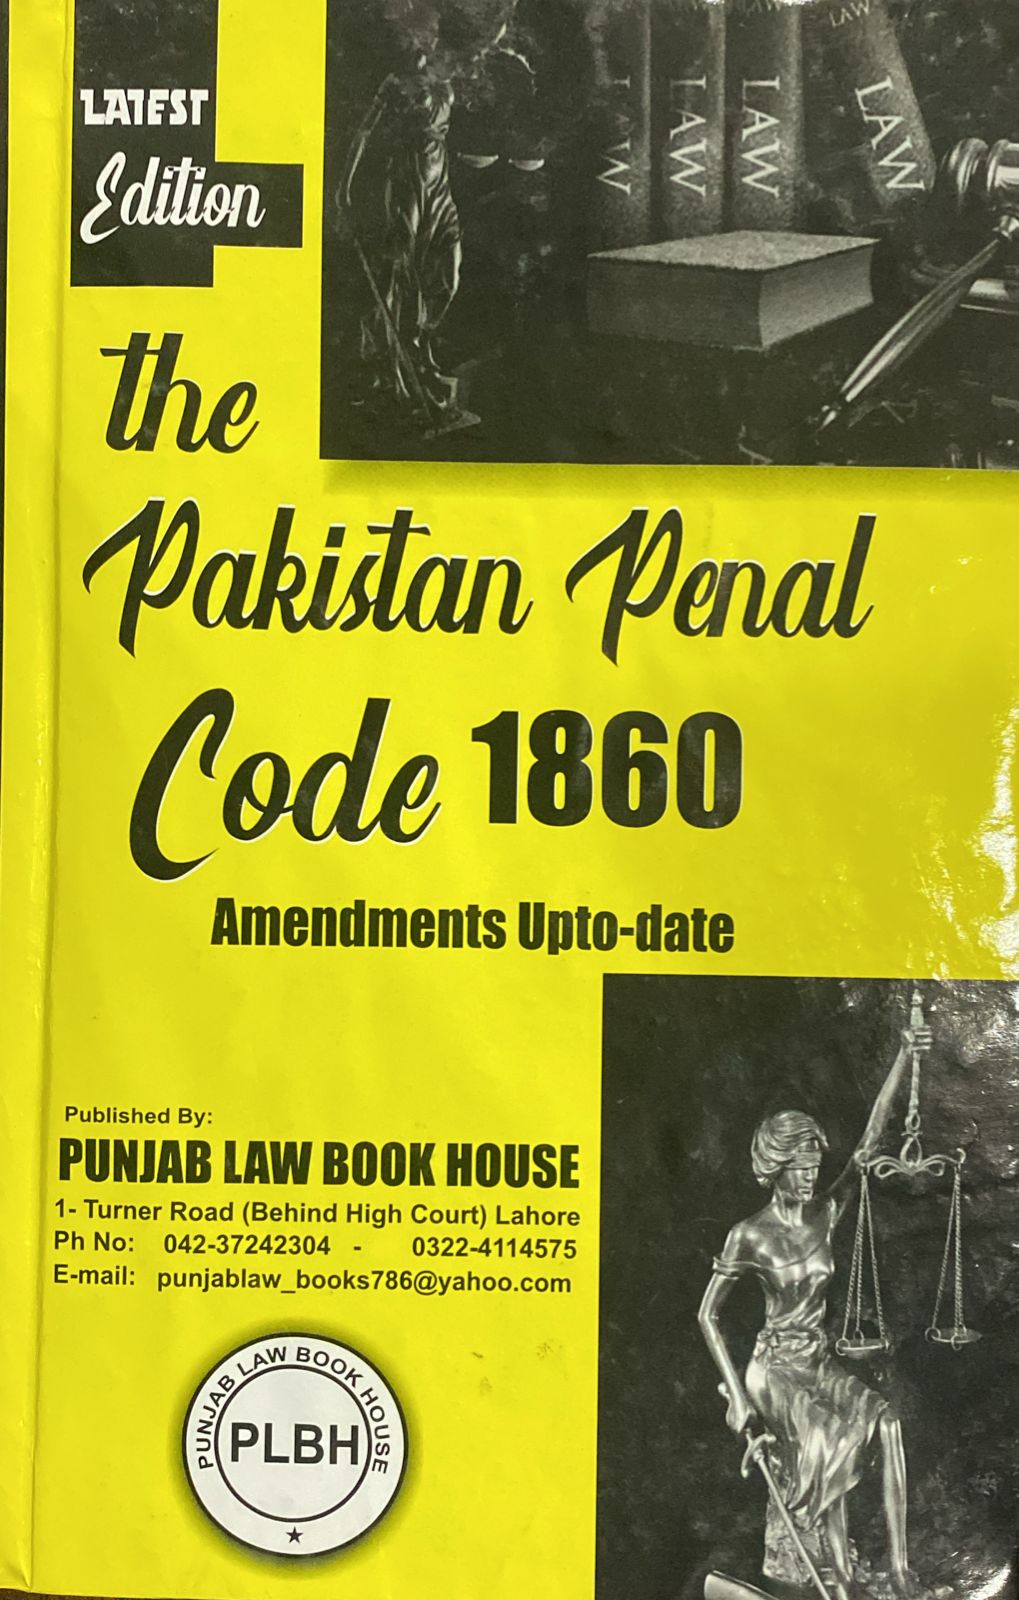 LATEST
Edition
LAW
LAW
LAW
LAW
LAW
the
Pakistan Penal
Code 1860
Amendments Upto-date
Published By:
PUNJAB LAW BOOK HOUSE
1- Turner Road (Behind High Court) Lahore
Ph No: 042-37242304 - 0322-4114575
E-mail: punjablaw_books786@yahoo.com
PUNJAB LAW BOOK HOUSE
PLBH